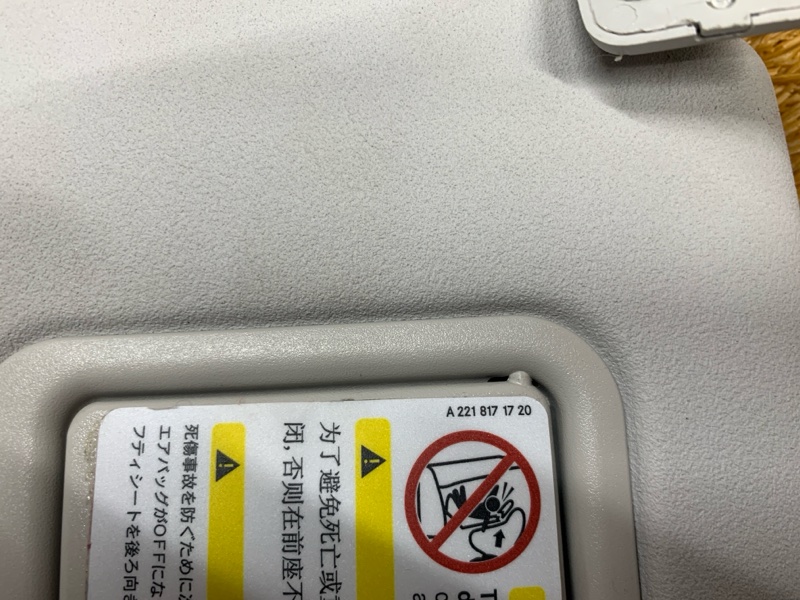 A 221 817 17 20
为了避免死亡或
闭, 否则在前座不
死傷事故を防ぐために
エアバッグがOFFにな
フティシートを後ろ向き